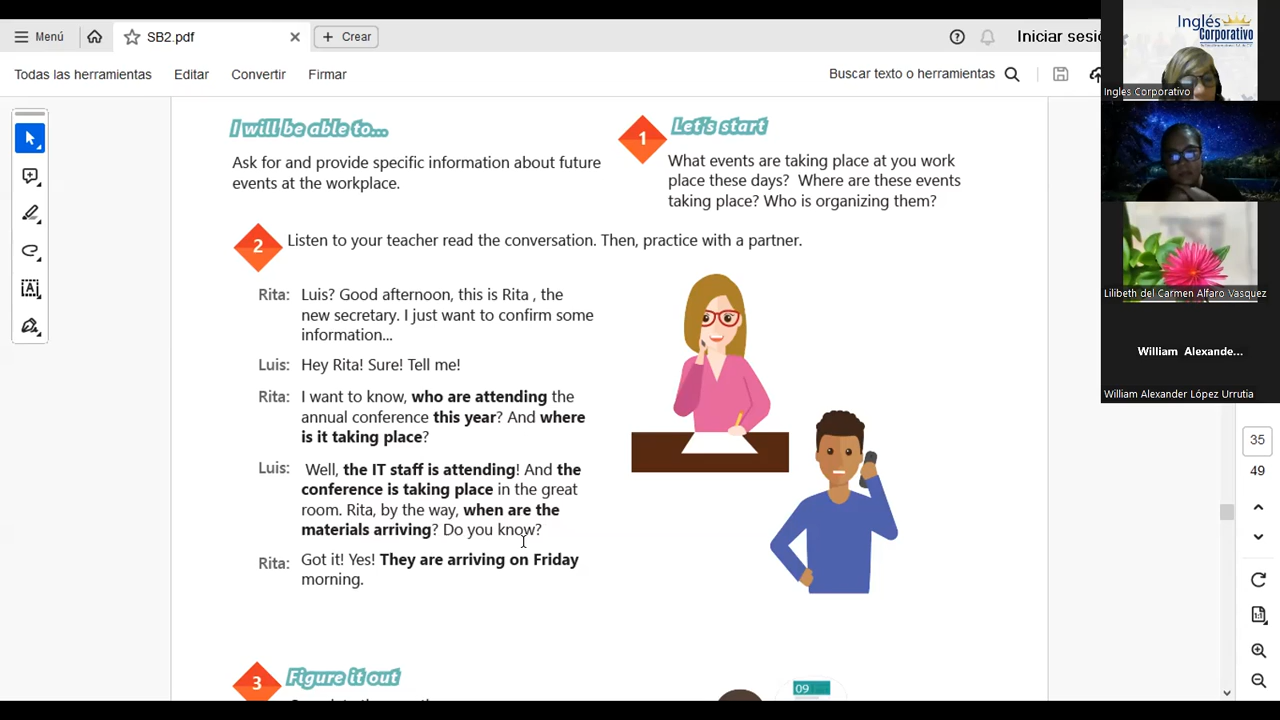 Menú
SB2.pdf
Crear
Iniciar sesi
Todas las herramientas
Editar
Convertir
Firmar
Buscar texto o herramientas
I will be able to...
Ask for and provide specific information about future
events at the workplace.
1
Let's start
What events are taking place at you work
place these days? Where are these events
taking place? Who is organizing them?
2
Listen to your teacher read the conversation. Then, practice with a partner.
Rita: Luis? Good afternoon, this is Rita , the
new secretary. I just want to confirm some
information...
Luis: Hey Rita! Sure! Tell me!
Rita: I want to know, who are attending the
annual conference this year? And where
is it taking place?
Luis: Well, the IT staff is attending! And the
conference is taking place in the great
room. Rita, by the way, when are the
materials arriving? Do you know?
Rita: Got it! Yes! They are arriving on Friday
morning.
3
Figure it out
09
Inglés
Corporativo
Ingles Corporativo
Lilibeth del Carmen Alfaro Vasquez
William Alexande...
William Alexander López Urrutia
35
49